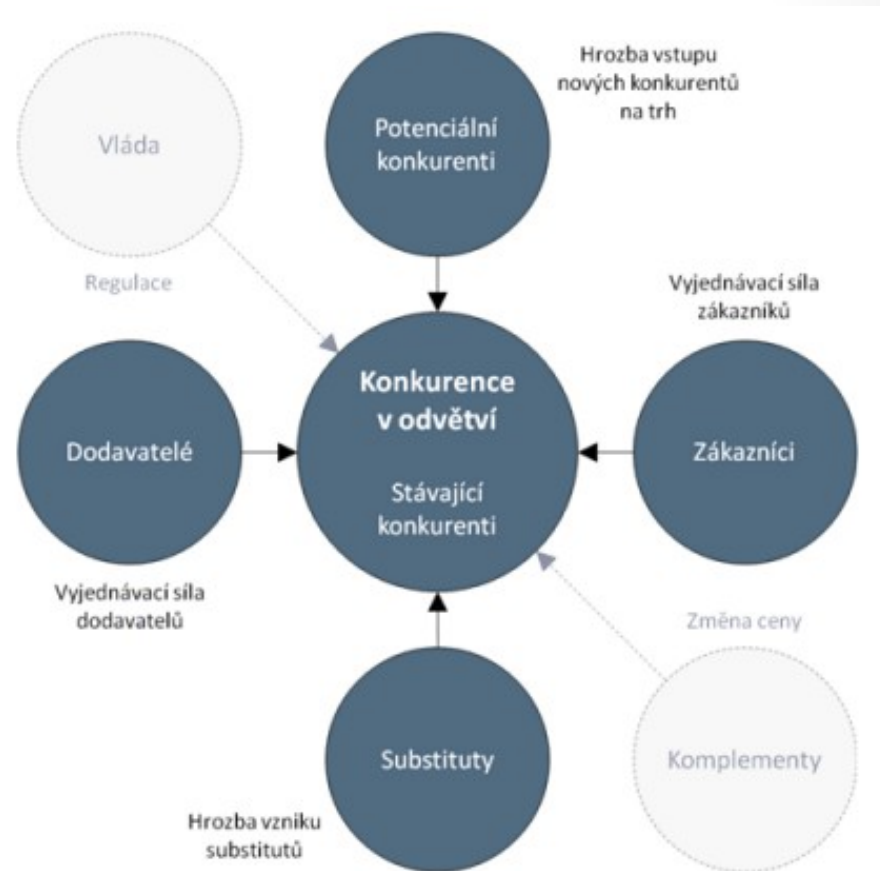 Hrozba vstupu
nových konkurentů
na trh
Potenciální
konkurenti
Vláda
Regulace
Vyjednávací síla
zákazníků
Konkurence
v odvětví
Dodavatelé
Zákazníci
Stávající
konkurenti
Vyjednávací síla
dodavatelů
Změna ceny
Substituty
Komplementy
Hrozba vzniku
substitutů